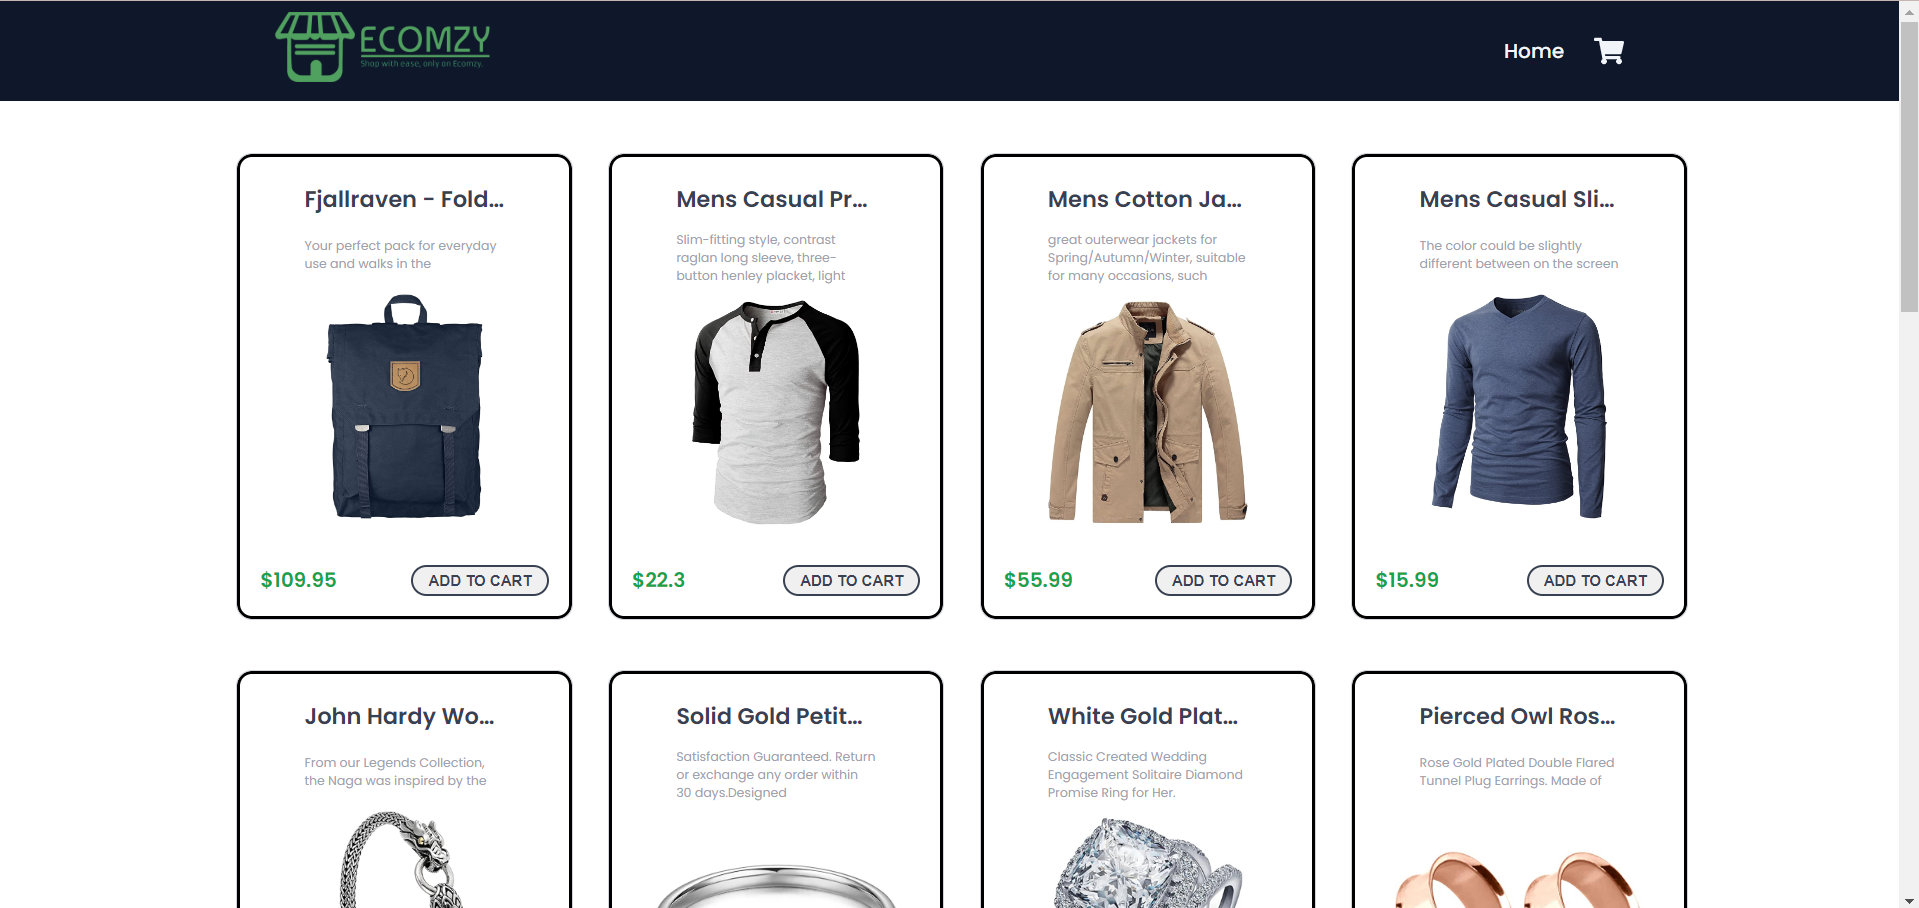 ECOMZY
Shop with ease, only on Ecomzy.
Home
Fjallraven - Fold...
Your perfect pack for everyday
use and walks in the
$109.95
ADD TO CART
Mens Casual Pr...
Slim-fitting style, contrast
raglan long sleeve, three-
button henley placket, light
$22.3
ADD TO CART
Mens Cotton Ja...
great outerwear jackets for
Spring/Autumn/Winter, suitable
for many occasions, such
$55.99
ADD TO CART
Mens Casual Sli...
The color could be slightly
different between on the screen
$15.99
ADD TO CART
John Hardy Wo...
From our Legends Collection,
the Naga was inspired by the
Solid Gold Petit...
Satisfaction Guaranteed. Return
or exchange any order within
30 days.Designed
White Gold Plat...
Classic Created Wedding
Engagement Solitaire Diamond
Promise Ring for Her.
Pierced Owl Ros...
Rose Gold Plated Double Flared
Tunnel Plug Earrings. Made of